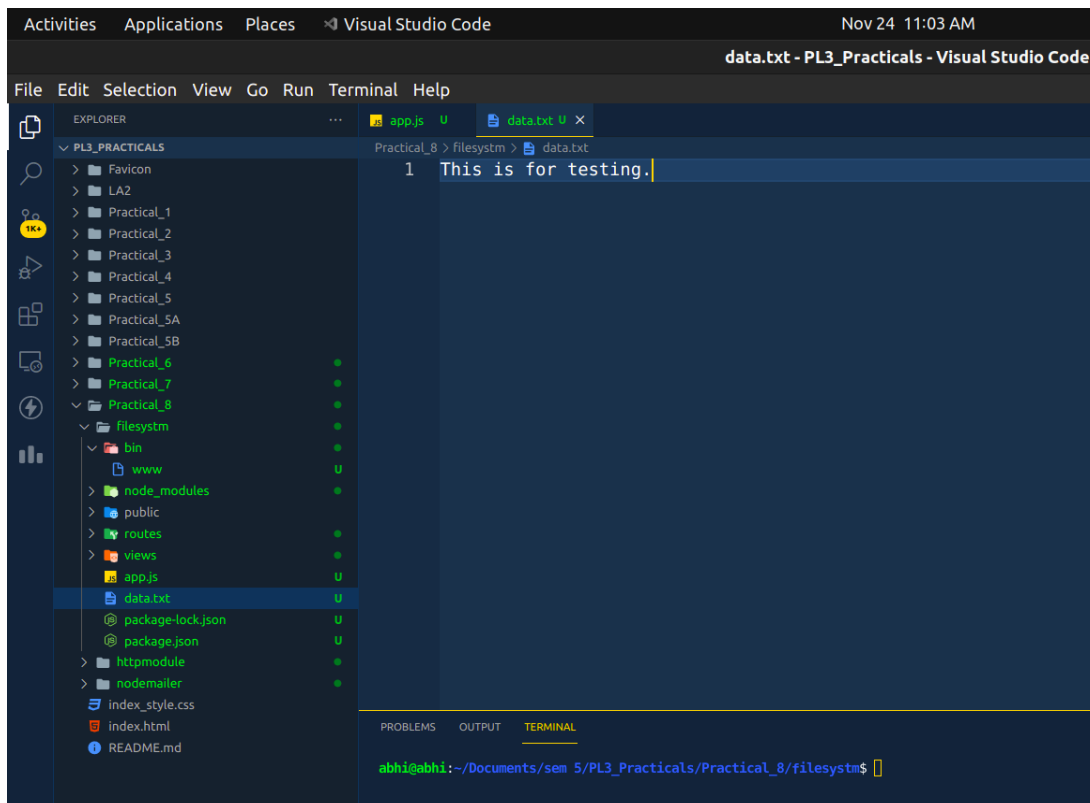 Activities Applications Places Visual Studio Code Nov 24 11:03 AM
data.txt - PL3_Practicals - Visual Studio Code
File Edit Selection View Go Run Terminal Help
EXPLORER ···
app.js U data.txt U ×
PL3_PRACTICALS
Practical_8 > filesystm > data.txt
1 This is for testing.
Favicon
LA2
Practical_1
1K+
Practical_2
Practical_3
Practical_4
Practical_5
Practical_5A
Practical_5B
Practical_6
Practical_7
Practical_8
filesystm
bin
www U
node_modules
public
routes
views
JS app.js U
data.txt U
package-lock.json U
package.json U
httpmodule
nodemailer
index_style.css
index.html
README.md
PROBLEMS OUTPUT TERMINAL
abhi@abhi:~/Documents/sem 5/PL3_Practicals/Practical_8/filesystm$